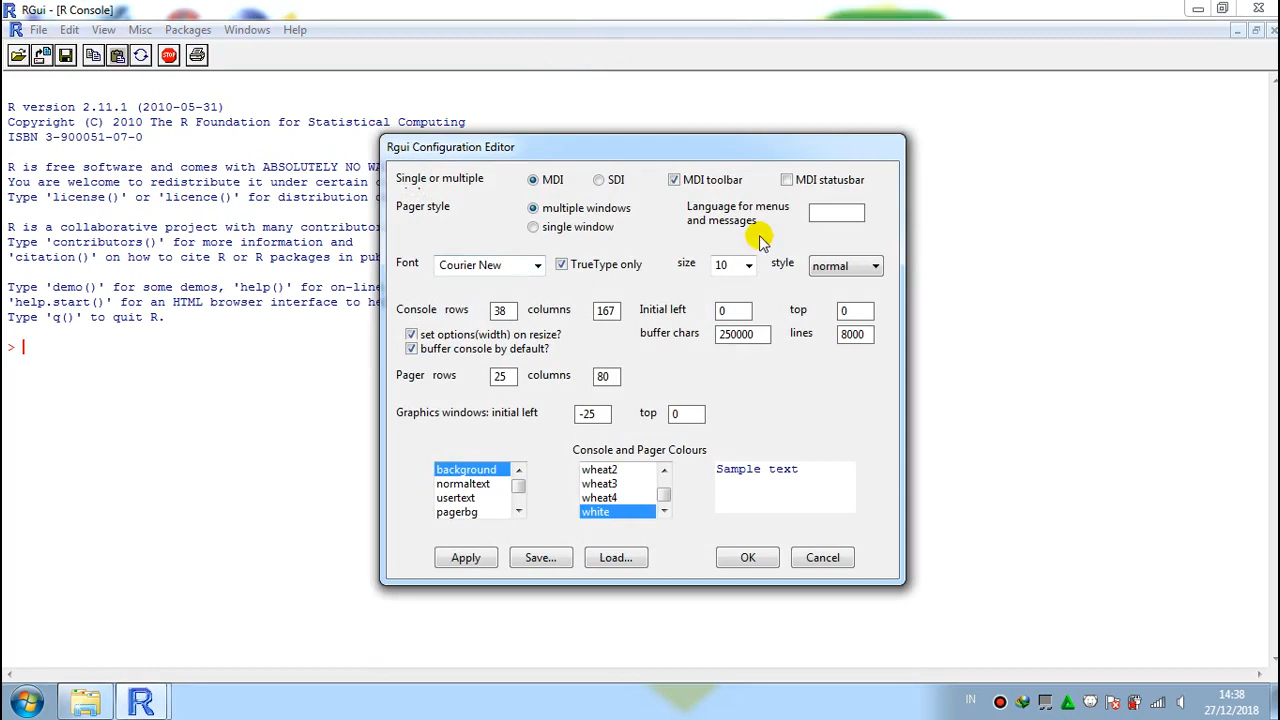 RGui - [R Console]
File Edit View Misc Packages Windows Help
R version 2.11.1 (2010-05-31)
Copyright (C) 2010 The R Foundation for Statistical Computing
ISBN 3-900051-07-0
R is free software and comes with ABSOLUTELY NO WA
You are welcome to redistribute it under certain c
Type 'license()' or 'licence()' for distribution d
R is a collaborative project with many contributor
Type 'contributors()' for more information and
'citation()' on how to cite R or R packages in pub
Type 'demo()' for some demos, 'help()' for on-line
'help.start()' for an HTML browser interface to he
Type 'q()' to quit R.
>
Rgui Configuration Editor
Single or multiple MDI SDI MDI toolbar MDI statusbar
Pager style multiple windows Language for menus
and messages
single window
Font Courier New TrueType only size 10 style normal
Console rows 38 columns 167 Initial left 0 top 0
set options(width) on resize? buffer chars 250000 lines 8000
buffer console by default?
Pager rows 25 columns 80
Graphics windows: initial left -25 top 0
Console and Pager Colours
background wheat2 Sample text
normaltext wheat3
usertext wheat4
pagerbg white
Apply Save... Load... OK Cancel
STOP
IN 14:38
27/12/2018